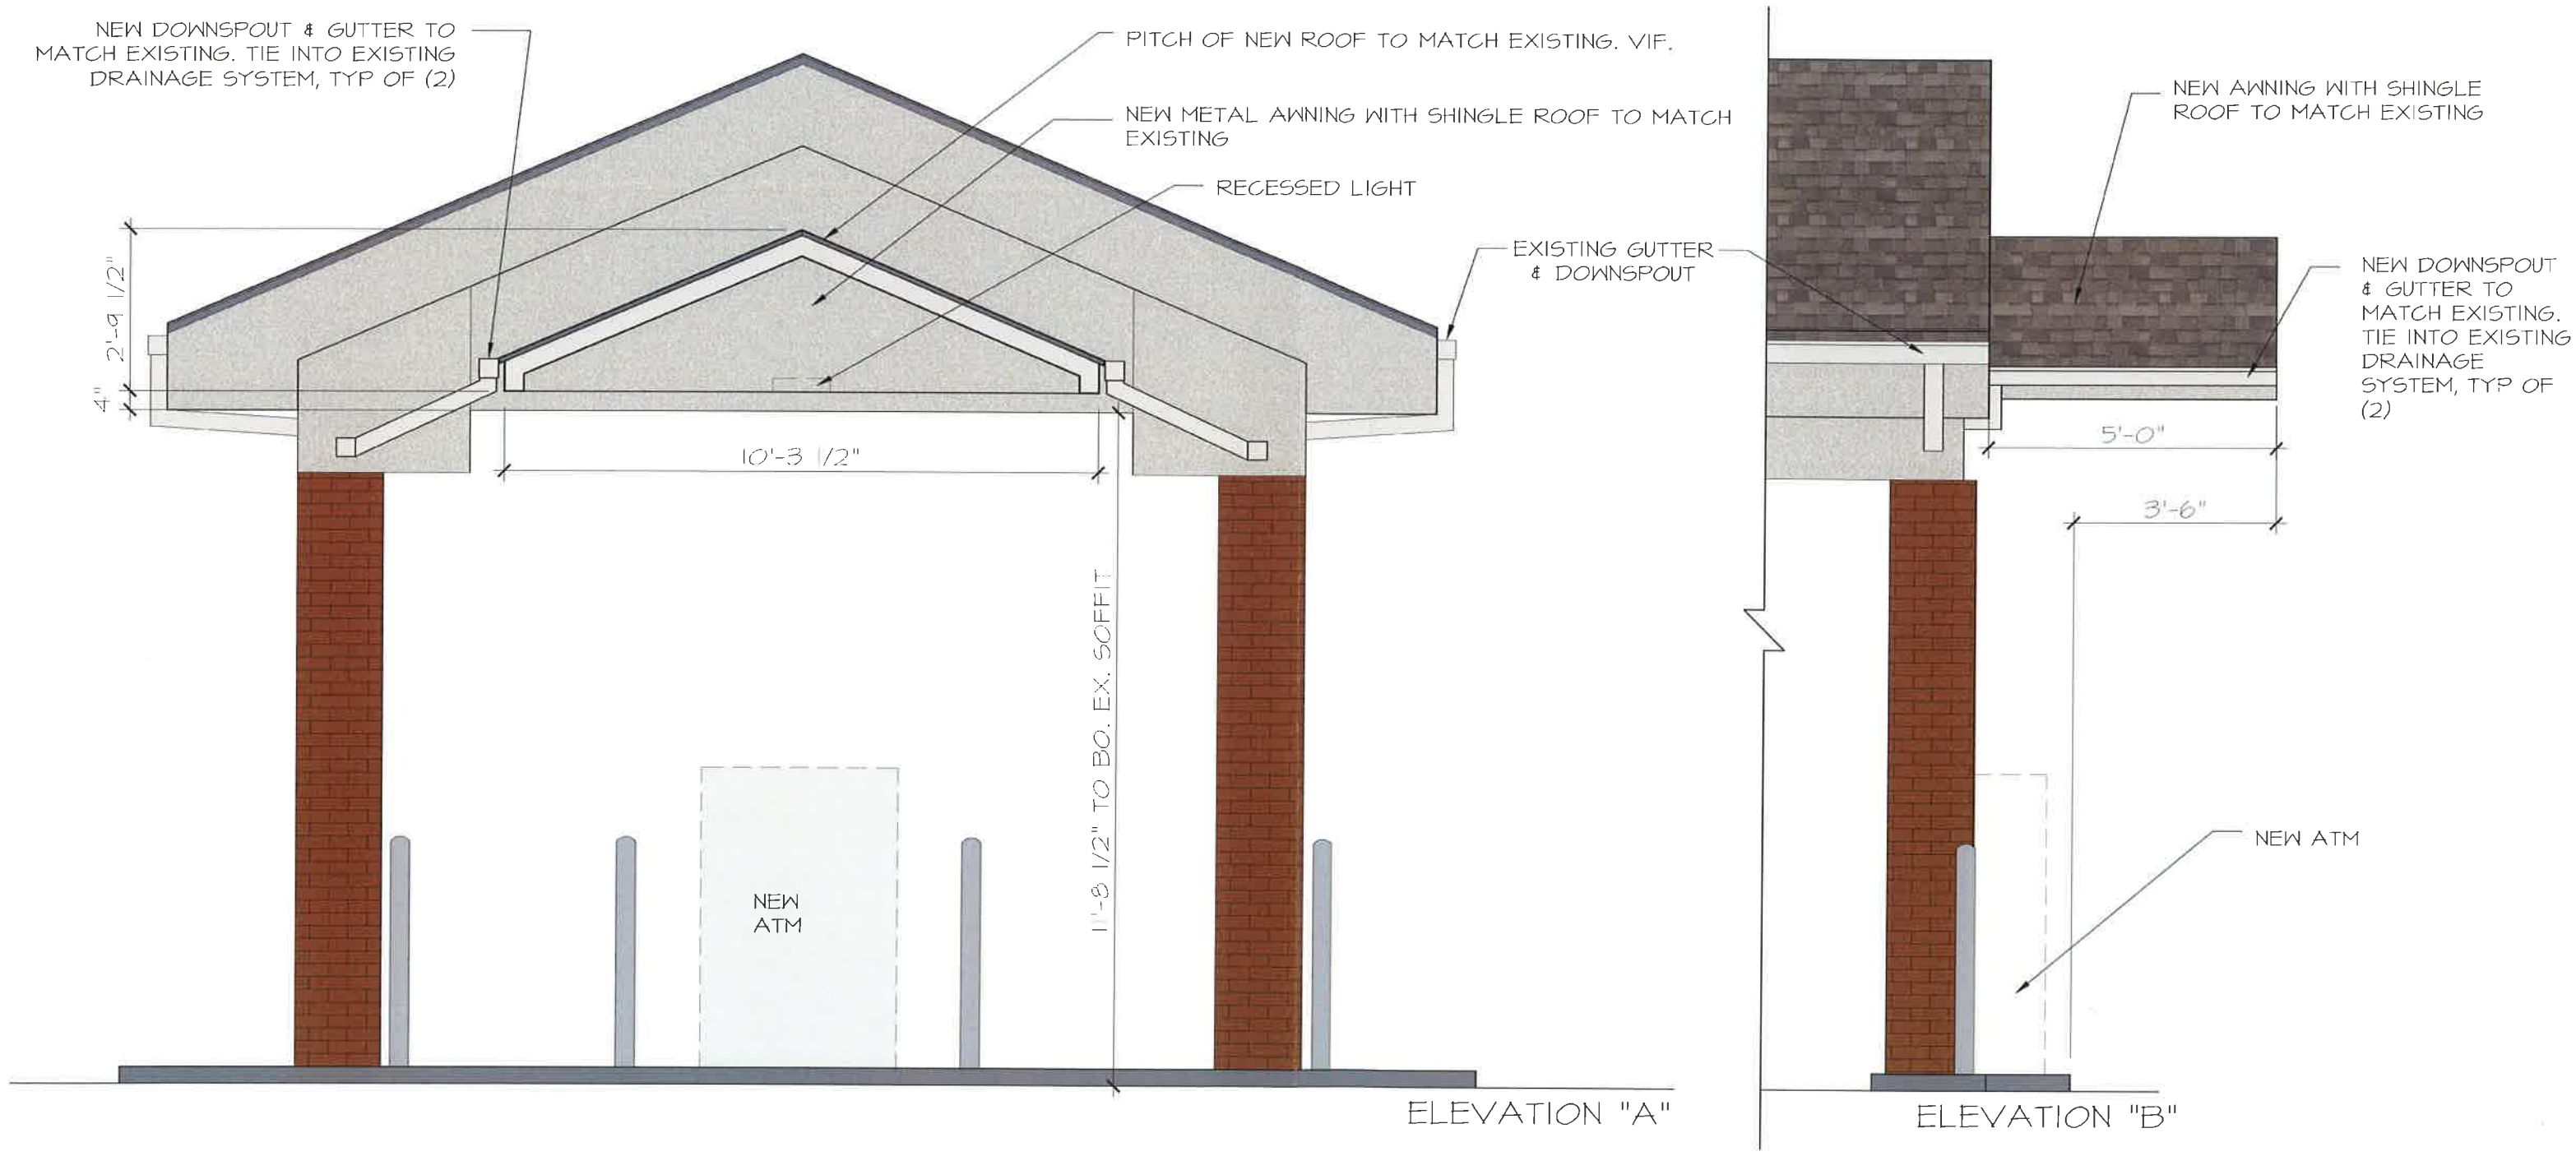 NEW DOWNSPOUT & GUTTER TO
MATCH EXISTING. TIE INTO EXISTING
DRAINAGE SYSTEM, TYP OF (2)
PITCH OF NEW ROOF TO MATCH EXISTING. VIF.
NEW METAL AWNING WITH SHINGLE ROOF TO MATCH
EXISTING
RECESSED LIGHT
2'-9 1/2"
4"
10'-3 1/2"
11'-8 1/2" TO BO. EX. SOFFIT
NEW
ATM
ELEVATION "A"
EXISTING GUTTER
& DOWNSPOUT
NEW AWNING WITH SHINGLE
ROOF TO MATCH EXISTING
NEW DOWNSPOUT
& GUTTER TO
MATCH EXISTING.
TIE INTO EXISTING
DRAINAGE
SYSTEM, TYP OF
(2)
5'-0"
3'-6"
NEW ATM
ELEVATION "B"